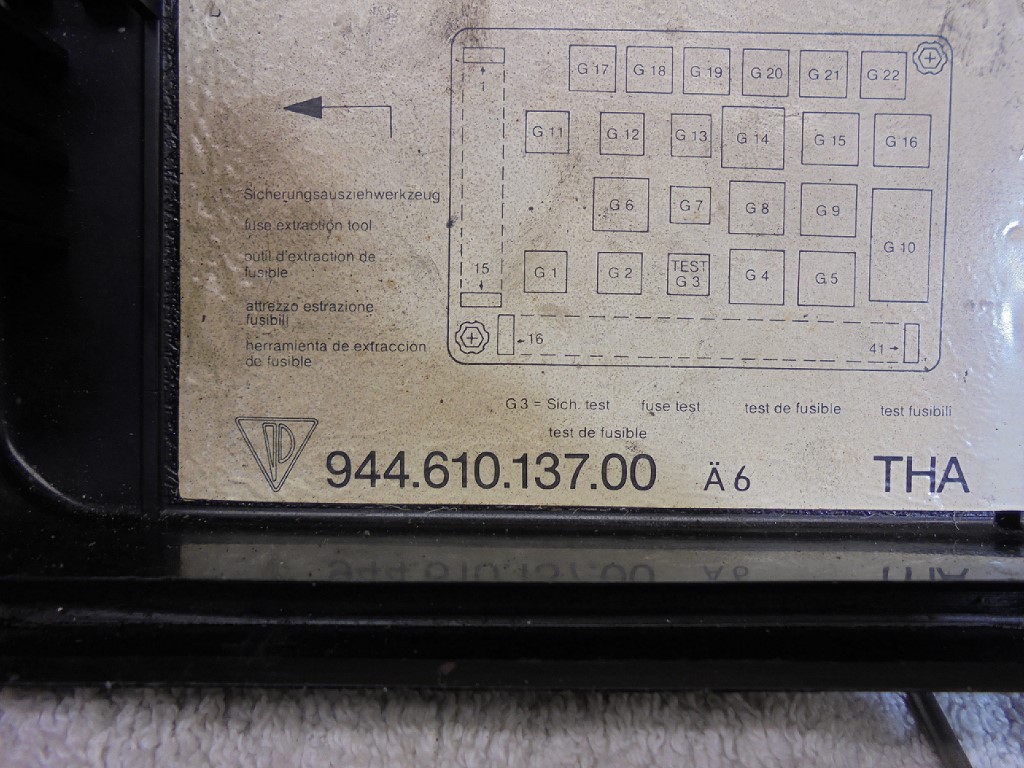 G 17 G 18 G 19 G 20 G 21 G 22
1
G 11 G 12 G 13 G 14 G 15 G 16
Sicherungsausziehwerkzeug
fuse extraction tool
outil d'extraction de
fusible
attrezzo estrazione
fusibili
herramienta de extracción
de fusible
G 6 G 7 G 8 G 9 G 10
15
G 1 G 2 TEST G 4 G 5
G 3
16 41
G 3 = Sich. test fuse test test de fusible test fusibili
test de fusible
944.610.137.00 Ä 6 THA